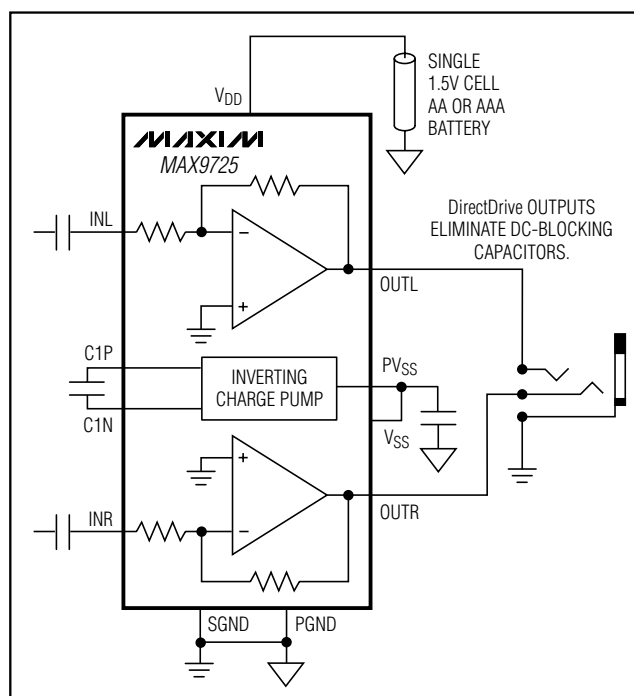 SINGLE
1.5V CELL
AA OR AAA
BATTERY
VDD
MAXIM
MAX9725
INL
−
+
DirectDrive OUTPUTS
ELIMINATE DC-BLOCKING
CAPACITORS.
OUTL
C1P
C1N
INVERTING
CHARGE PUMP
PVSS
VSS
+
−
INR
OUTR
SGND
PGND